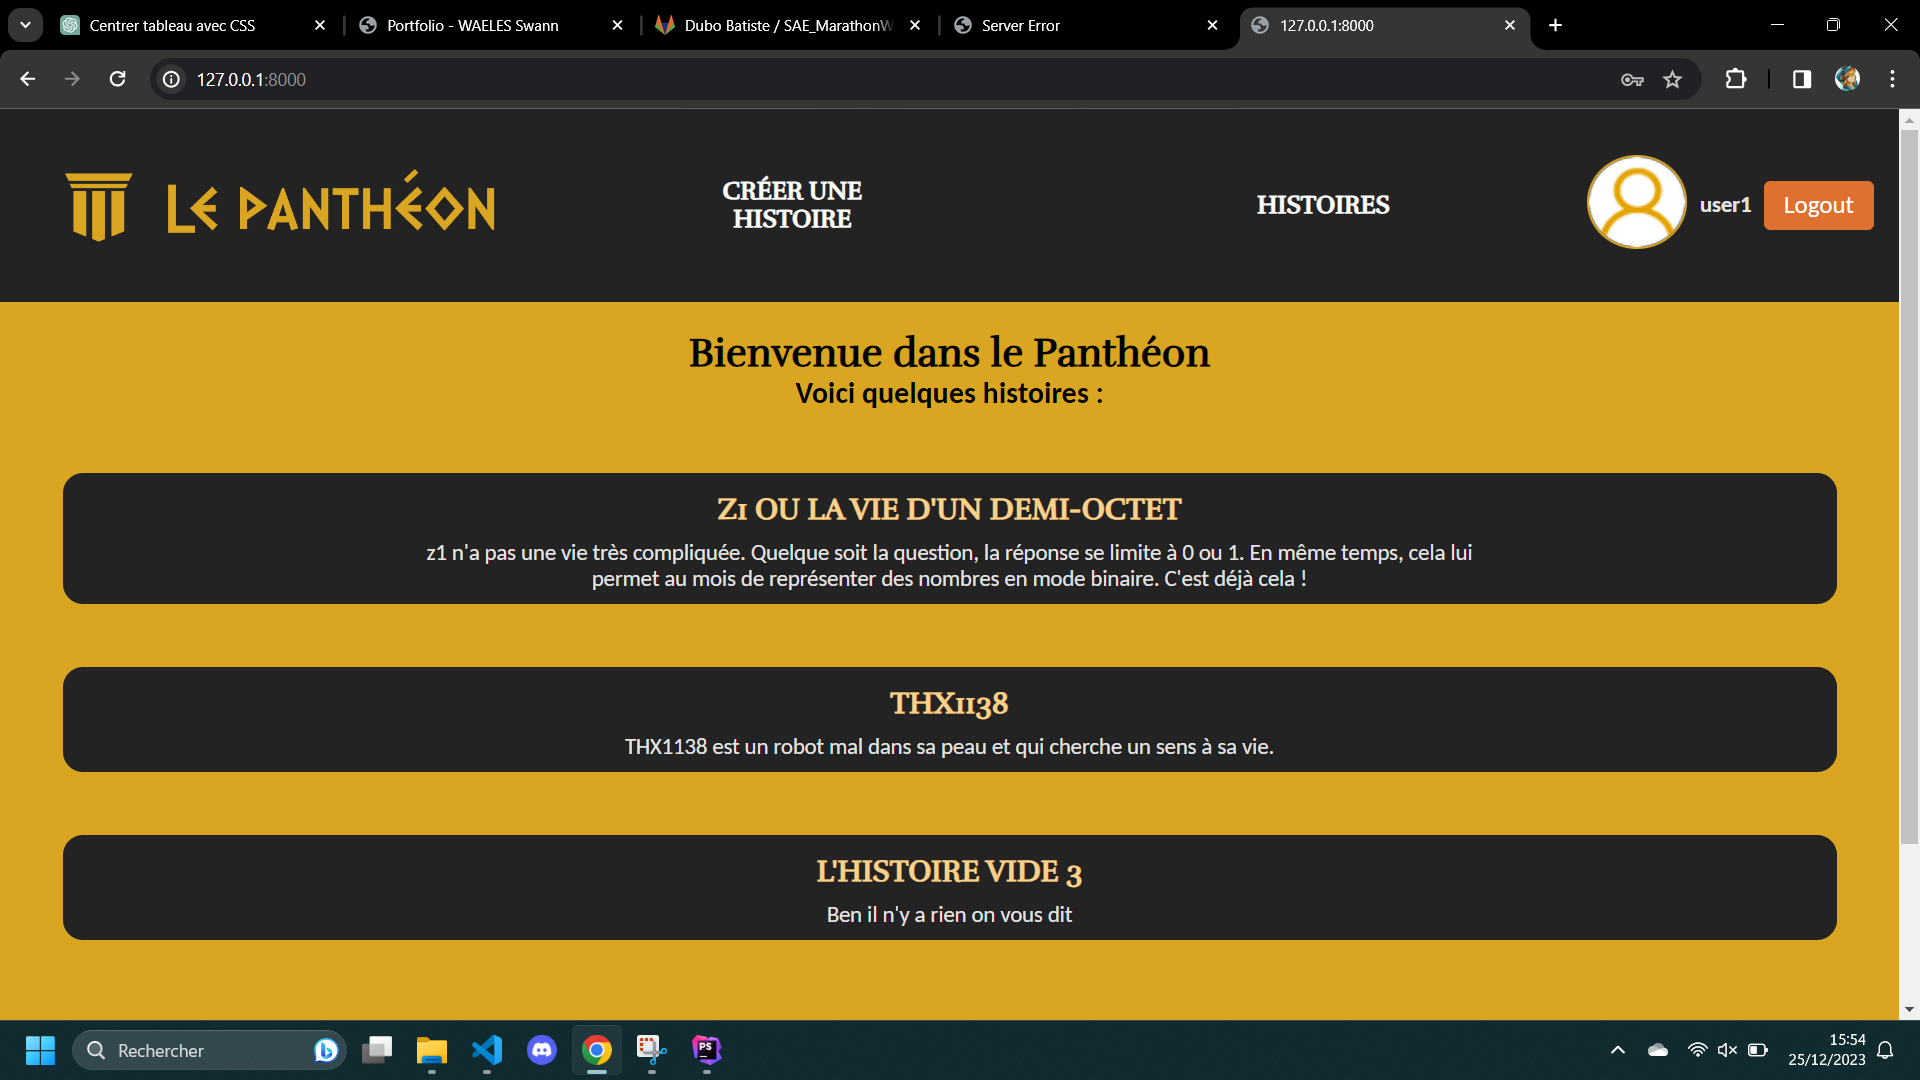 Centrer tableau avec CSS
Portfolio - WAELES Swann
Dubo Batiste / SAE_MarathonW
Server Error
127.0.0.1:8000
127.0.0.1:8000
LE PANTHÉON
CRÉER UNE
HISTOIRE
HISTOIRES
user1
Logout
Bienvenue dans le Panthéon
Voici quelques histoires :
Z1 OU LA VIE D'UN DEMI-OCTET
z1 n'a pas une vie très compliquée. Quelque soit la question, la réponse se limite à 0 ou 1. En même temps, cela lui
permet au mois de représenter des nombres en mode binaire. C'est déjà cela !
THX1138
THX1138 est un robot mal dans sa peau et qui cherche un sens à sa vie.
L'HISTOIRE VIDE 3
Ben il n'y a rien on vous dit
Rechercher
PS
15:54
25/12/2023